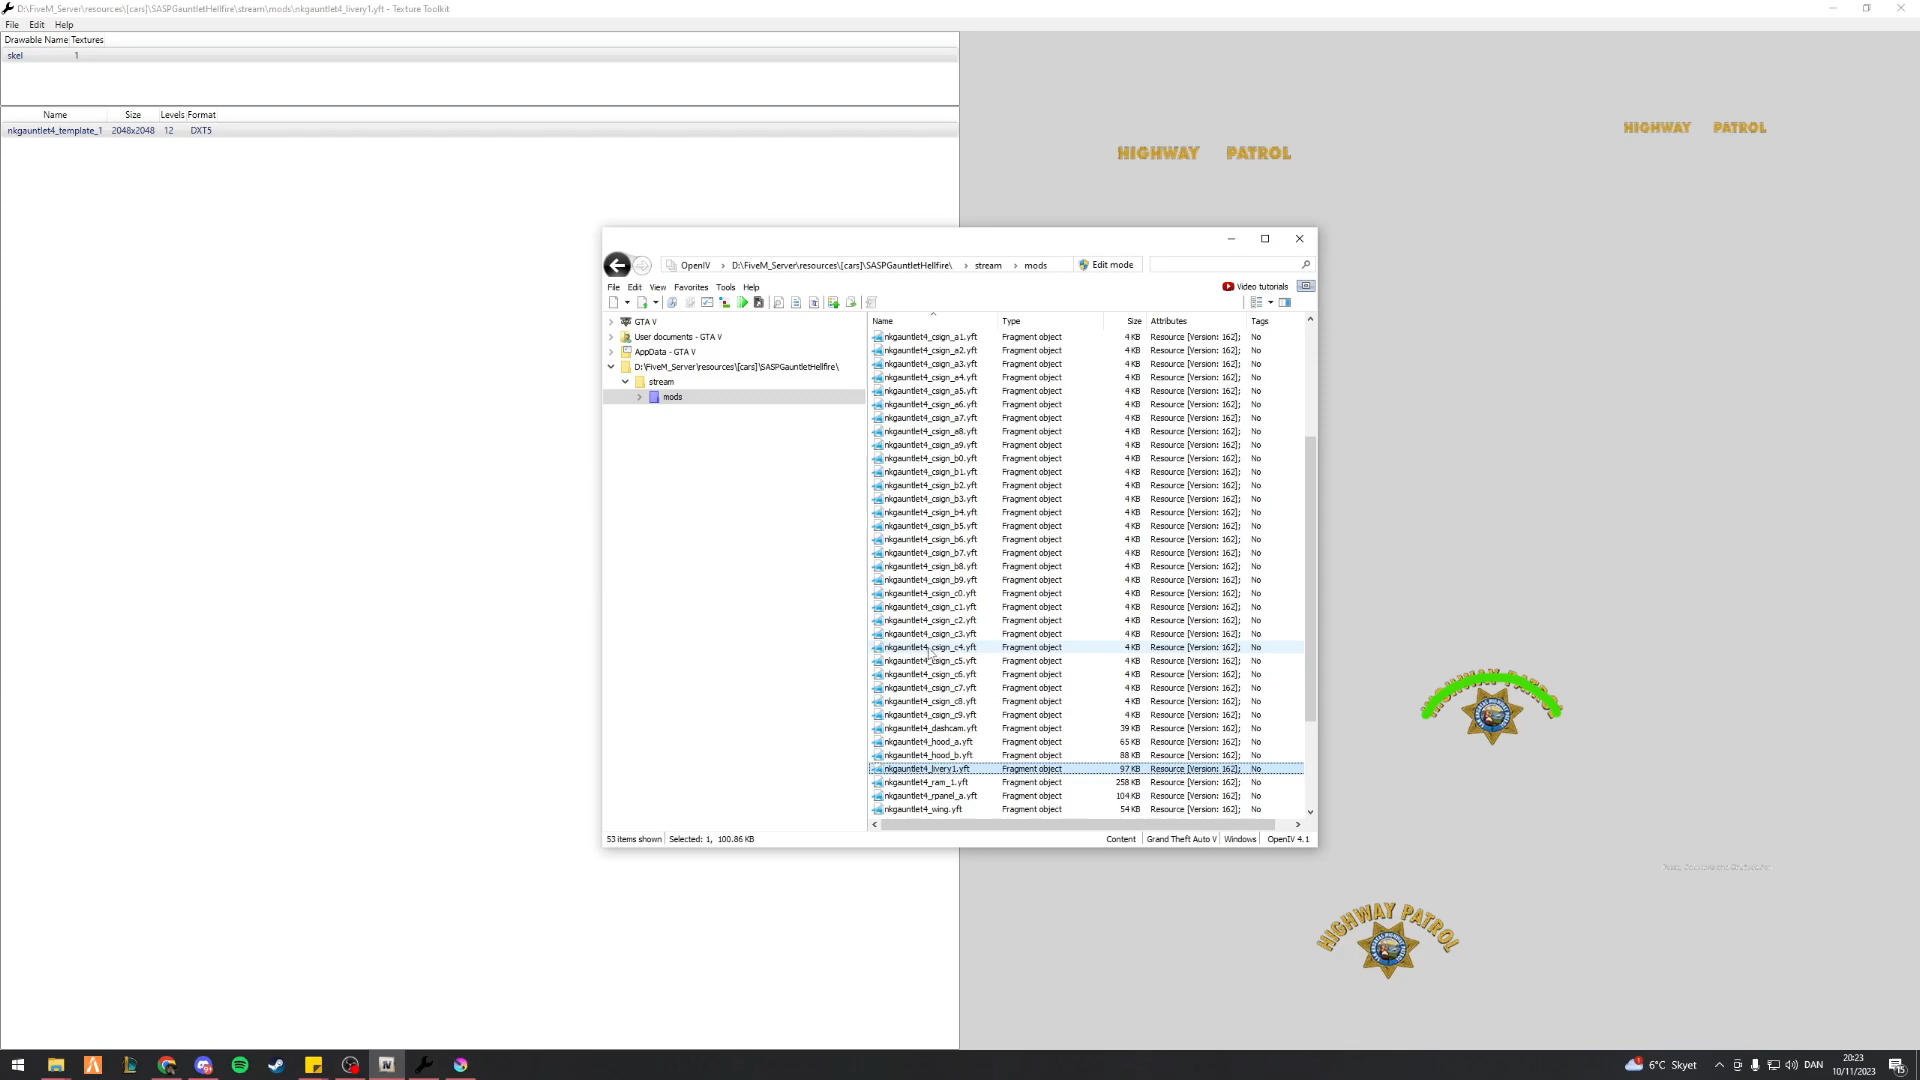 D:\FiveM_Server\resources\[cars]\SASPGauntletHellfire\stream\mods\nkgauntlet4_livery1.yft - Texture Toolkit
File Edit Help
Drawable Name Textures
skel 1
Name Size Levels Format
nkgauntlet4_template_1 2048x2048 12 DXT5
HIGHWAY PATROL
HIGHWAY PATROL
OpenIV D:\FiveM_Server\resources\[cars]\SASPGauntletHellfire\ stream mods Edit mode
File Edit View Favorites Tools Help Video tutorials
GTA V
User documents - GTA V
AppData - GTA V
D:\FiveM_Server\resources\[cars]\SASPGauntletHellfire\
stream
mods
Name Type Size Attributes Tags
nkgauntlet4_csign_a1.yft Fragment object 4 KB Resource [Version: 162]; No
nkgauntlet4_csign_a2.yft Fragment object 4 KB Resource [Version: 162]; No
nkgauntlet4_csign_a3.yft Fragment object 4 KB Resource [Version: 162]; No
nkgauntlet4_csign_a4.yft Fragment object 4 KB Resource [Version: 162]; No
nkgauntlet4_csign_a5.yft Fragment object 4 KB Resource [Version: 162]; No
nkgauntlet4_csign_a6.yft Fragment object 4 KB Resource [Version: 162]; No
nkgauntlet4_csign_a7.yft Fragment object 4 KB Resource [Version: 162]; No
nkgauntlet4_csign_a8.yft Fragment object 4 KB Resource [Version: 162]; No
nkgauntlet4_csign_a9.yft Fragment object 4 KB Resource [Version: 162]; No
nkgauntlet4_csign_b0.yft Fragment object 4 KB Resource [Version: 162]; No
nkgauntlet4_csign_b1.yft Fragment object 4 KB Resource [Version: 162]; No
nkgauntlet4_csign_b2.yft Fragment object 4 KB Resource [Version: 162]; No
nkgauntlet4_csign_b3.yft Fragment object 4 KB Resource [Version: 162]; No
nkgauntlet4_csign_b4.yft Fragment object 4 KB Resource [Version: 162]; No
nkgauntlet4_csign_b5.yft Fragment object 4 KB Resource [Version: 162]; No
nkgauntlet4_csign_b6.yft Fragment object 4 KB Resource [Version: 162]; No
nkgauntlet4_csign_b7.yft Fragment object 4 KB Resource [Version: 162]; No
nkgauntlet4_csign_b8.yft Fragment object 4 KB Resource [Version: 162]; No
nkgauntlet4_csign_b9.yft Fragment object 4 KB Resource [Version: 162]; No
nkgauntlet4_csign_c0.yft Fragment object 4 KB Resource [Version: 162]; No
nkgauntlet4_csign_c1.yft Fragment object 4 KB Resource [Version: 162]; No
nkgauntlet4_csign_c2.yft Fragment object 4 KB Resource [Version: 162]; No
nkgauntlet4_csign_c3.yft Fragment object 4 KB Resource [Version: 162]; No
nkgauntlet4_csign_c4.yft Fragment object 4 KB Resource [Version: 162]; No
nkgauntlet4_csign_c5.yft Fragment object 4 KB Resource [Version: 162]; No
nkgauntlet4_csign_c6.yft Fragment object 4 KB Resource [Version: 162]; No
nkgauntlet4_csign_c7.yft Fragment object 4 KB Resource [Version: 162]; No
nkgauntlet4_csign_c8.yft Fragment object 4 KB Resource [Version: 162]; No
nkgauntlet4_csign_c9.yft Fragment object 4 KB Resource [Version: 162]; No
nkgauntlet4_dashcam.yft Fragment object 39 KB Resource [Version: 162]; No
nkgauntlet4_hood_a.yft Fragment object 65 KB Resource [Version: 162]; No
nkgauntlet4_hood_b.yft Fragment object 88 KB Resource [Version: 162]; No
nkgauntlet4_livery1.yft Fragment object 97 KB Resource [Version: 162]; No
nkgauntlet4_ram_1.yft Fragment object 258 KB Resource [Version: 162]; No
nkgauntlet4_rpanel_a.yft Fragment object 104 KB Resource [Version: 162]; No
nkgauntlet4_wing.yft Fragment object 54 KB Resource [Version: 162]; No
53 items shown Selected: 1, 100.86 KB Content Grand Theft Auto V Windows OpenIV 4.1
HIGHWAY PATROL
HIGHWAY PATROL
6°C Skyet DAN 20:23
10/11/2023 15